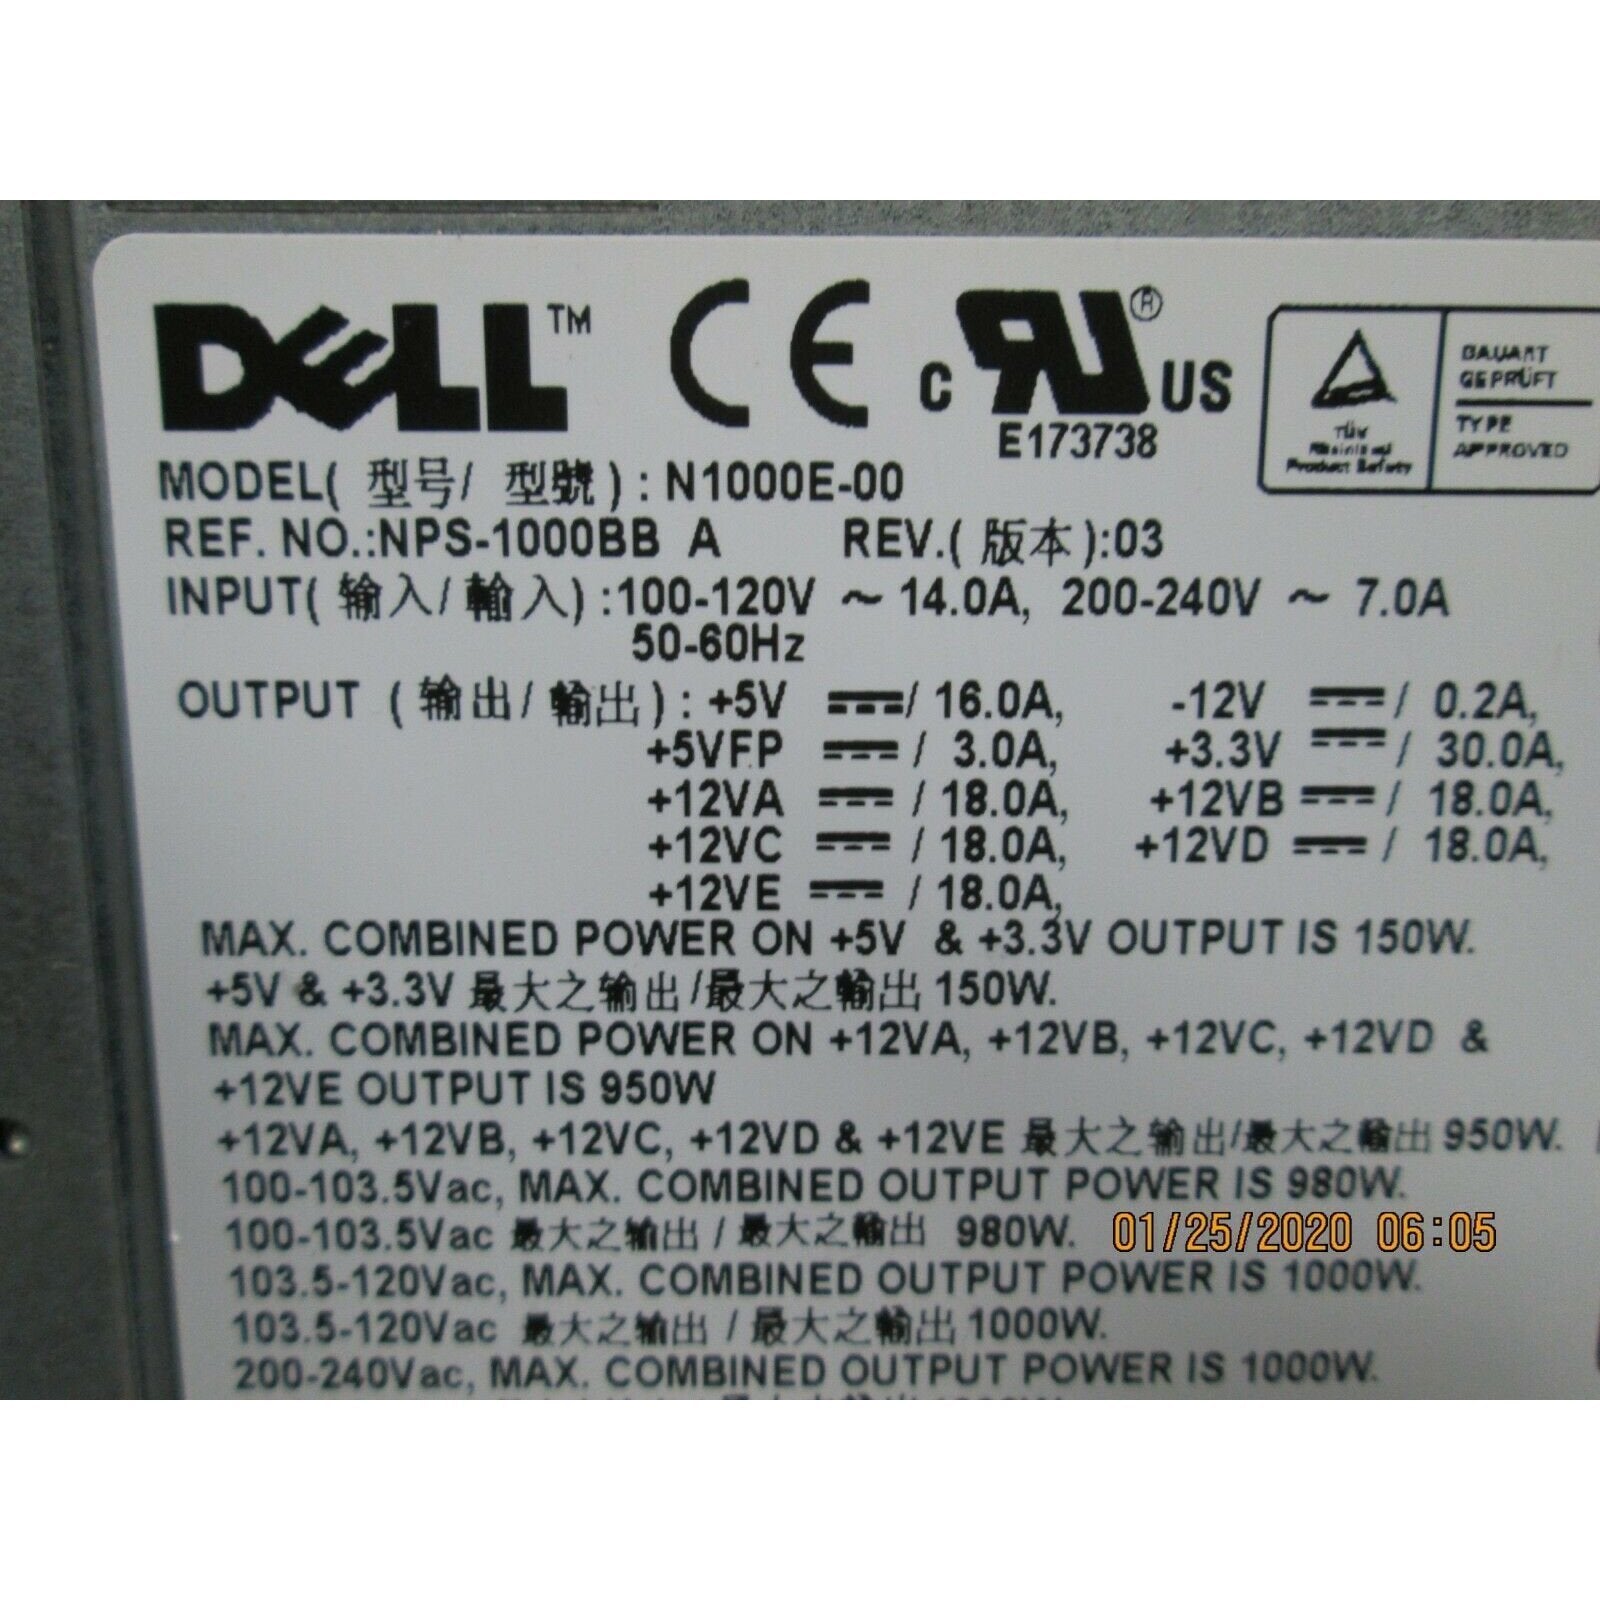 DELL™ CE c RU® US
E173738
BAUART
GEPRÜFT
TYPE
APPROVED
TÜV
Rheinland
Product Safety
MODEL( 型号/ 型號 ) : N1000E-00
REF. NO.:NPS-1000BB A REV.( 版本 ):03
INPUT( 输入/ 輸入 ) :100-120V ~ 14.0A, 200-240V ~ 7.0A
50-60Hz
OUTPUT ( 输出/ 輸出 ) : +5V ⎓/ 16.0A, -12V ⎓/ 0.2A,
+5VFP ⎓/ 3.0A, +3.3V ⎓/ 30.0A,
+12VA ⎓/ 18.0A, +12VB ⎓/ 18.0A,
+12VC ⎓/ 18.0A, +12VD ⎓/ 18.0A,
+12VE ⎓/ 18.0A,
MAX. COMBINED POWER ON +5V & +3.3V OUTPUT IS 150W.
+5V & +3.3V 最大之输出/最大之輸出 150W.
MAX. COMBINED POWER ON +12VA, +12VB, +12VC, +12VD &
+12VE OUTPUT IS 950W
+12VA, +12VB, +12VC, +12VD & +12VE 最大之输出/最大之輸出 950W.
100-103.5Vac, MAX. COMBINED OUTPUT POWER IS 980W.
100-103.5Vac 最大之输出 / 最大之輸出 980W.
01/25/2020 06:05
103.5-120Vac, MAX. COMBINED OUTPUT POWER IS 1000W.
103.5-120Vac 最大之输出 / 最大之輸出 1000W.
200-240Vac, MAX. COMBINED OUTPUT POWER IS 1000W.